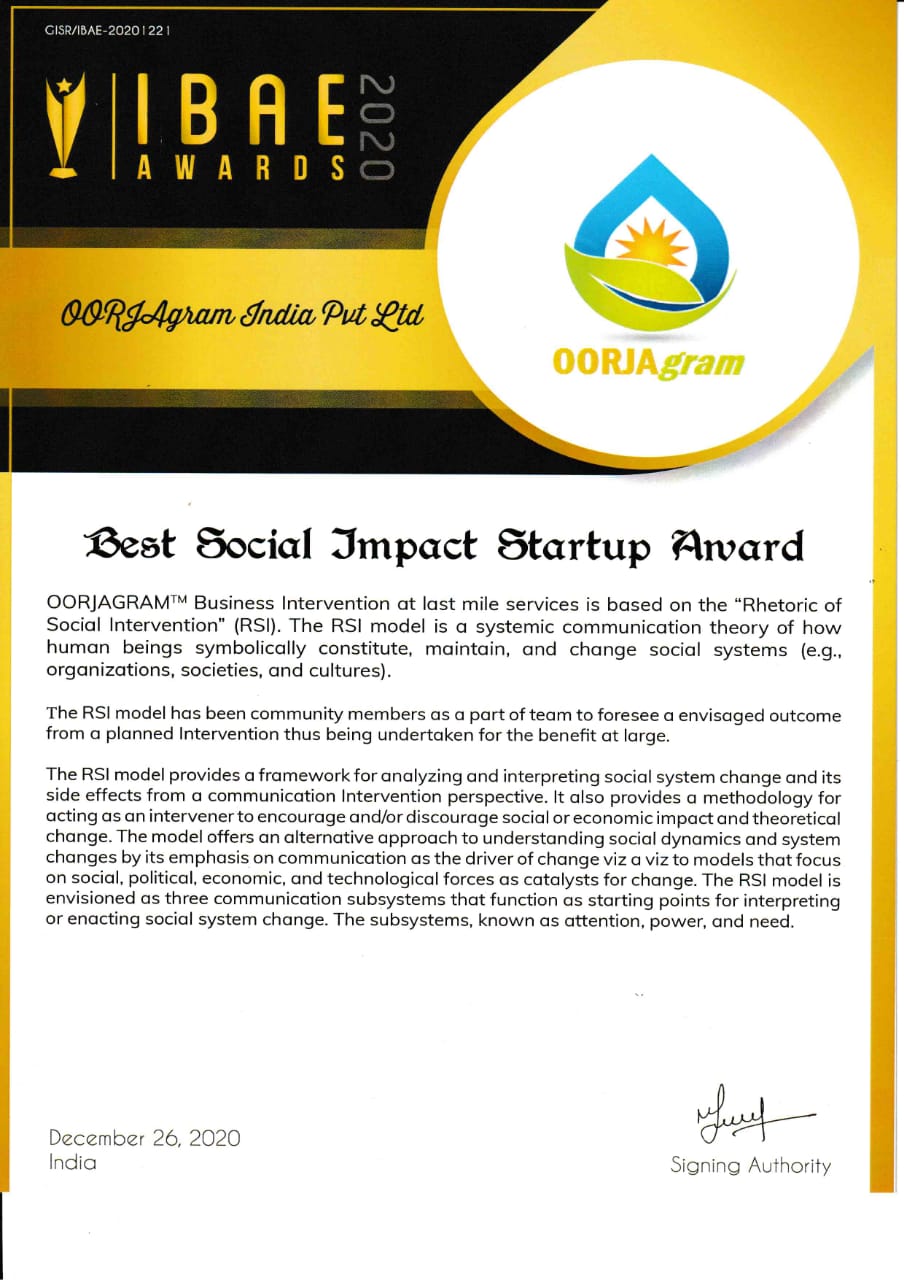 GISR/IBAE-2020|22|
IBAE
AWARDS
2020
OORJAgram India Pvt Ltd
OORJAgram
Best Social Impact Startup Award
OORJAGRAM™ Business Intervention at last mile services is based on the “Rhetoric of
Social Intervention” (RSI). The RSI model is a systemic communication theory of how
human beings symbolically constitute, maintain, and change social systems (e.g.,
organizations, societies, and cultures).
The RSI model has been community members as a part of team to foresee a envisaged outcome
from a planned Intervention thus being undertaken for the benefit at large.
The RSI model provides a framework for analyzing and interpreting social system change and its
side effects from a communication Intervention perspective. It also provides a methodology for
acting as an intervener to encourage and/or discourage social or economic impact and theoretical
change. The model offers an alternative approach to understanding social dynamics and system
changes by its emphasis on communication as the driver of change viz a viz to models that focus
on social, political, economic, and technological forces as catalysts for change. The RSI model is
envisioned as three communication subsystems that function as starting points for interpreting
or enacting social system change. The subsystems, known as attention, power, and need.
December 26, 2020
India
Signing Authority